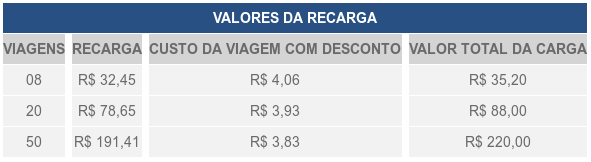 VALORES DA RECARGA
VIAGENS RECARGA CUSTO DA VIAGEM COM DESCONTO VALOR TOTAL DA CARGA
08 R$ 32,45 R$ 4,06 R$ 35,20
20 R$ 78,65 R$ 3,93 R$ 88,00
50 R$ 191,41 R$ 3,83 R$ 220,00